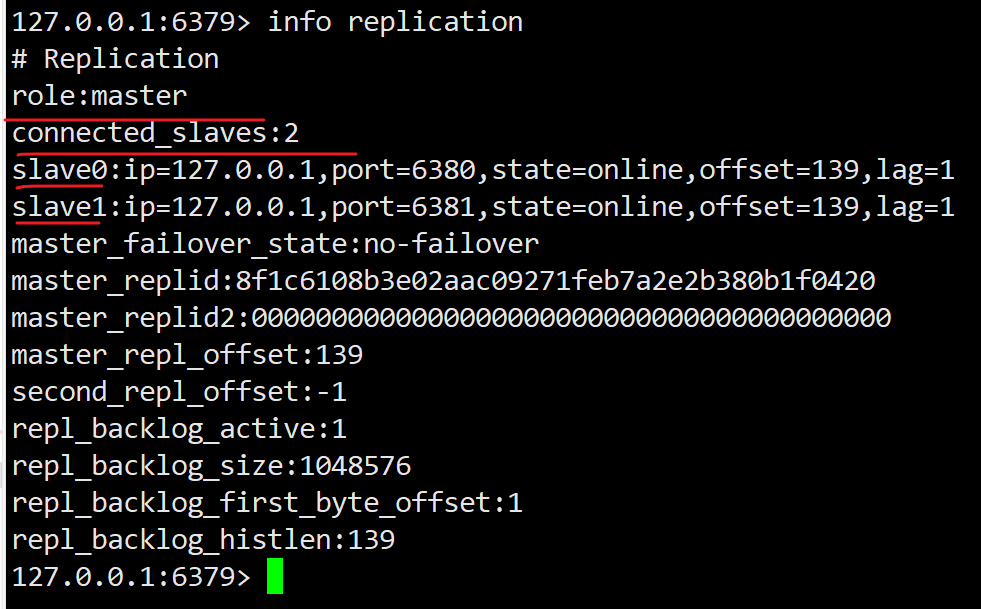 127.0.0.1:6379> info replication
# Replication
role:master
connected_slaves:2
slave0:ip=127.0.0.1,port=6380,state=online,offset=139,lag=1
slave1:ip=127.0.0.1,port=6381,state=online,offset=139,lag=1
master_failover_state:no-failover
master_replid:8f1c6108b3e02aac09271feb7a2e2b380b1f0420
master_replid2:0000000000000000000000000000000000000000
master_repl_offset:139
second_repl_offset:-1
repl_backlog_active:1
repl_backlog_size:1048576
repl_backlog_first_byte_offset:1
repl_backlog_histlen:139
127.0.0.1:6379>